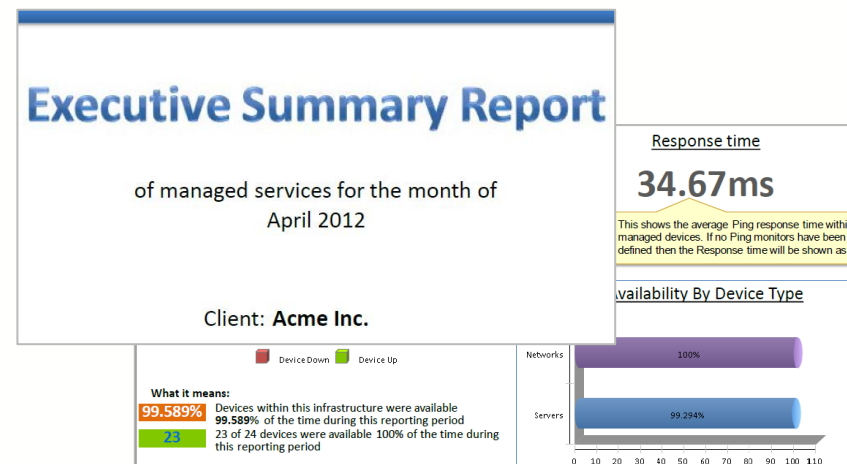 Executive Summary Report
of managed services for the month of
April 2012
Client: Acme Inc.
Response time
34.67ms
This shows the average Ping response time
managed devices. If no Ping monitors have been
defined then the Response time will be shown as
By Device Type
Networks
100%
Servers
99.294%
0 10 20 30 40 50 60 70 80 90 100 110
Device Down Device Up
What it means:
99.589% Devices within this infrastructure were available
99.589% of the time during this reporting period
23 23 of 24 devices were available 100% of the time during
this reporting period